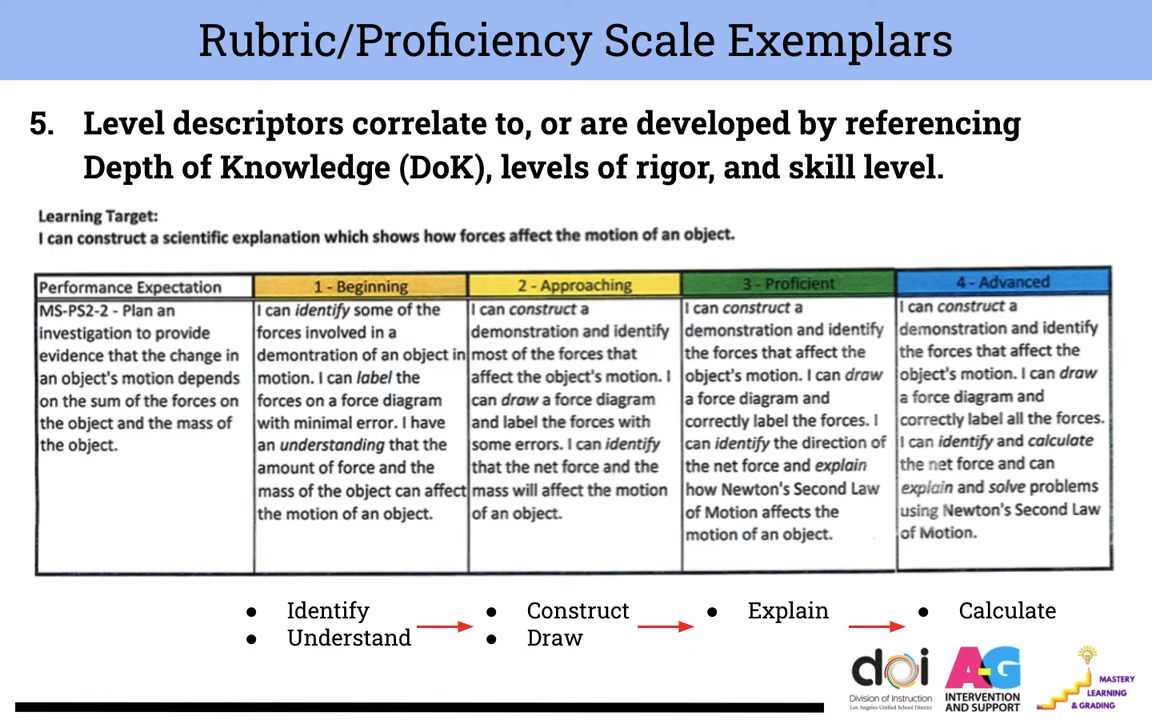 Rubric/Proficiency Scale Exemplars
5. Level descriptors correlate to, or are developed by referencing
Depth of Knowledge (DoK), levels of rigor, and skill level.
Learning Target:
I can construct a scientific explanation which shows how forces affect the motion of an object.
Performance Expectation
MS-PS2-2 - Plan an
investigation to provide
evidence that the change in
an object's motion depends
on the sum of the forces on
the object and the mass of
the object.
1 - Beginning
I can identify some of the
forces involved in a
demontration of an object in
motion. I can label the
forces on a force diagram
with minimal error. I have
an understanding that the
amount of force and the
mass of the object can affect
the motion of an object.
2 - Approaching
I can construct a
demonstration and identify
most of the forces that
affect the object's motion. I
can draw a force diagram
and label the forces with
some errors. I can identify
that the net force and the
mass will affect the motion
of an object.
3 - Proficient
I can construct a
demonstration and identify
the forces that affect the
object's motion. I can draw
a force diagram and
correctly label the forces. I
can identify the direction of
the net force and explain
how Newton's Second Law
of Motion affects the
motion of an object.
4 - Advanced
I can construct a
demonstration and identify
the forces that affect the
object's motion. I can draw
a force diagram and
correctly label all the forces.
I can identify and calculate
the net force and can
explain and solve problems
using Newton's Second Law
of Motion.
• Identify
• Understand
• Construct
• Draw
• Explain
• Calculate
doi
Division of Instruction
Los Angeles Unified School District
A-G
INTERVENTION
AND SUPPORT
MASTERY
LEARNING
& GRADING